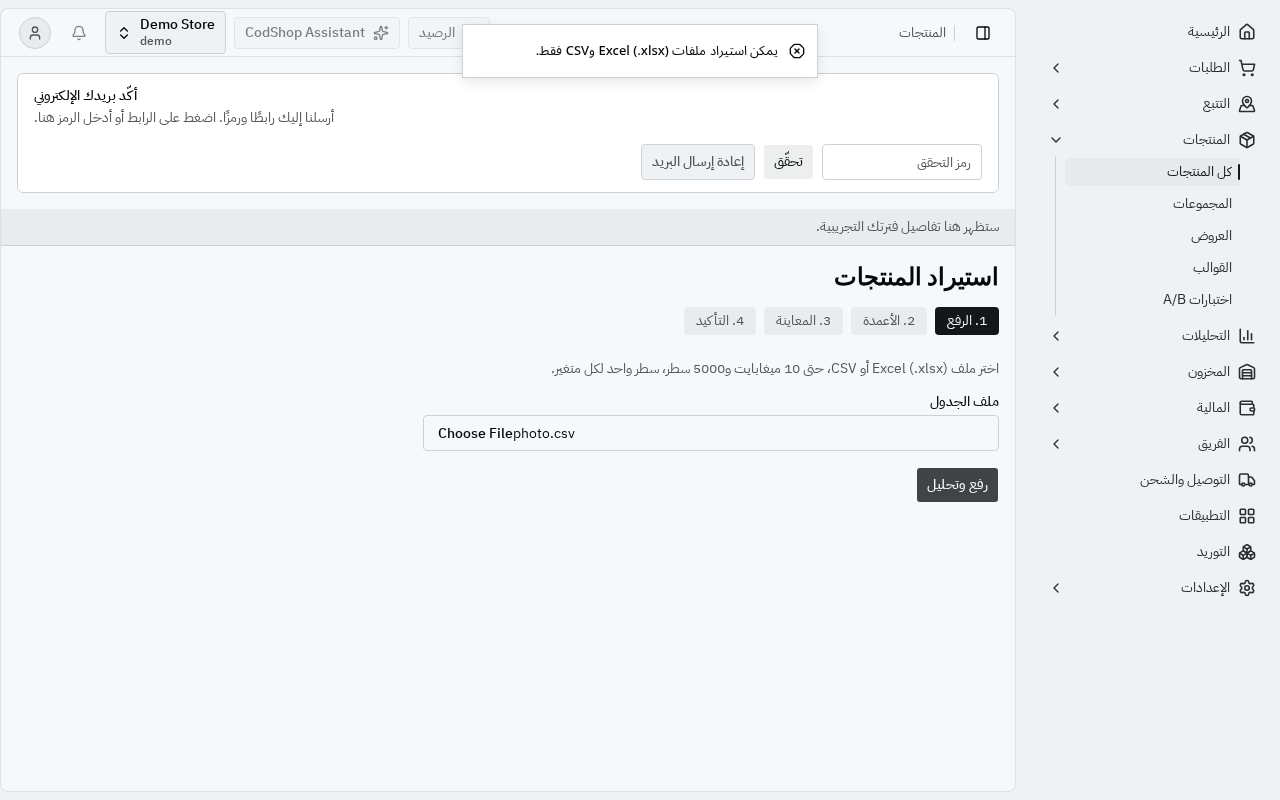 الرئيسية
الطلبات
التتبع
المنتجات
كل المنتجات
المجموعات
العروض
القوالب
اختبارات A/B
التحليلات
المخزون
المالية
الفريق
التوصيل والشحن
التطبيقات
التوريد
الإعدادات
المنتجات
يمكن استيراد ملفات Excel (.xlsx) وCSV فقط.
الرصيد
CodShop Assistant
Demo Store
demo
أكّد بريدك الإلكتروني
أرسلنا إليك رابطًا ورمزًا. اضغط على الرابط أو أدخل الرمز هنا.
رمز التحقق
تحقّق
إعادة إرسال البريد
ستظهر هنا تفاصيل فترتك التجريبية.
استيراد المنتجات
1. الرفع
2. الأعمدة
3. المعاينة
4. التأكيد
اختر ملف Excel (.xlsx) أو CSV، حتى 10 ميغابايت و5000 سطر، سطر واحد لكل متغير.
ملف الجدول
Choose Filephoto.csv
رفع وتحليل